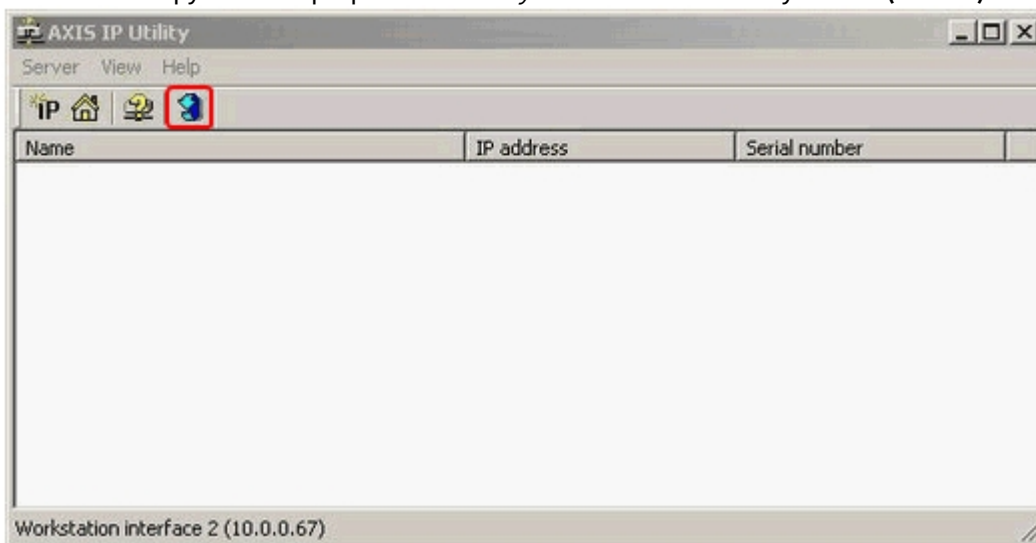 AXIS IP Utility
Server View Help
IP
Name IP address Serial number
Workstation interface 2 (10.0.0.67)